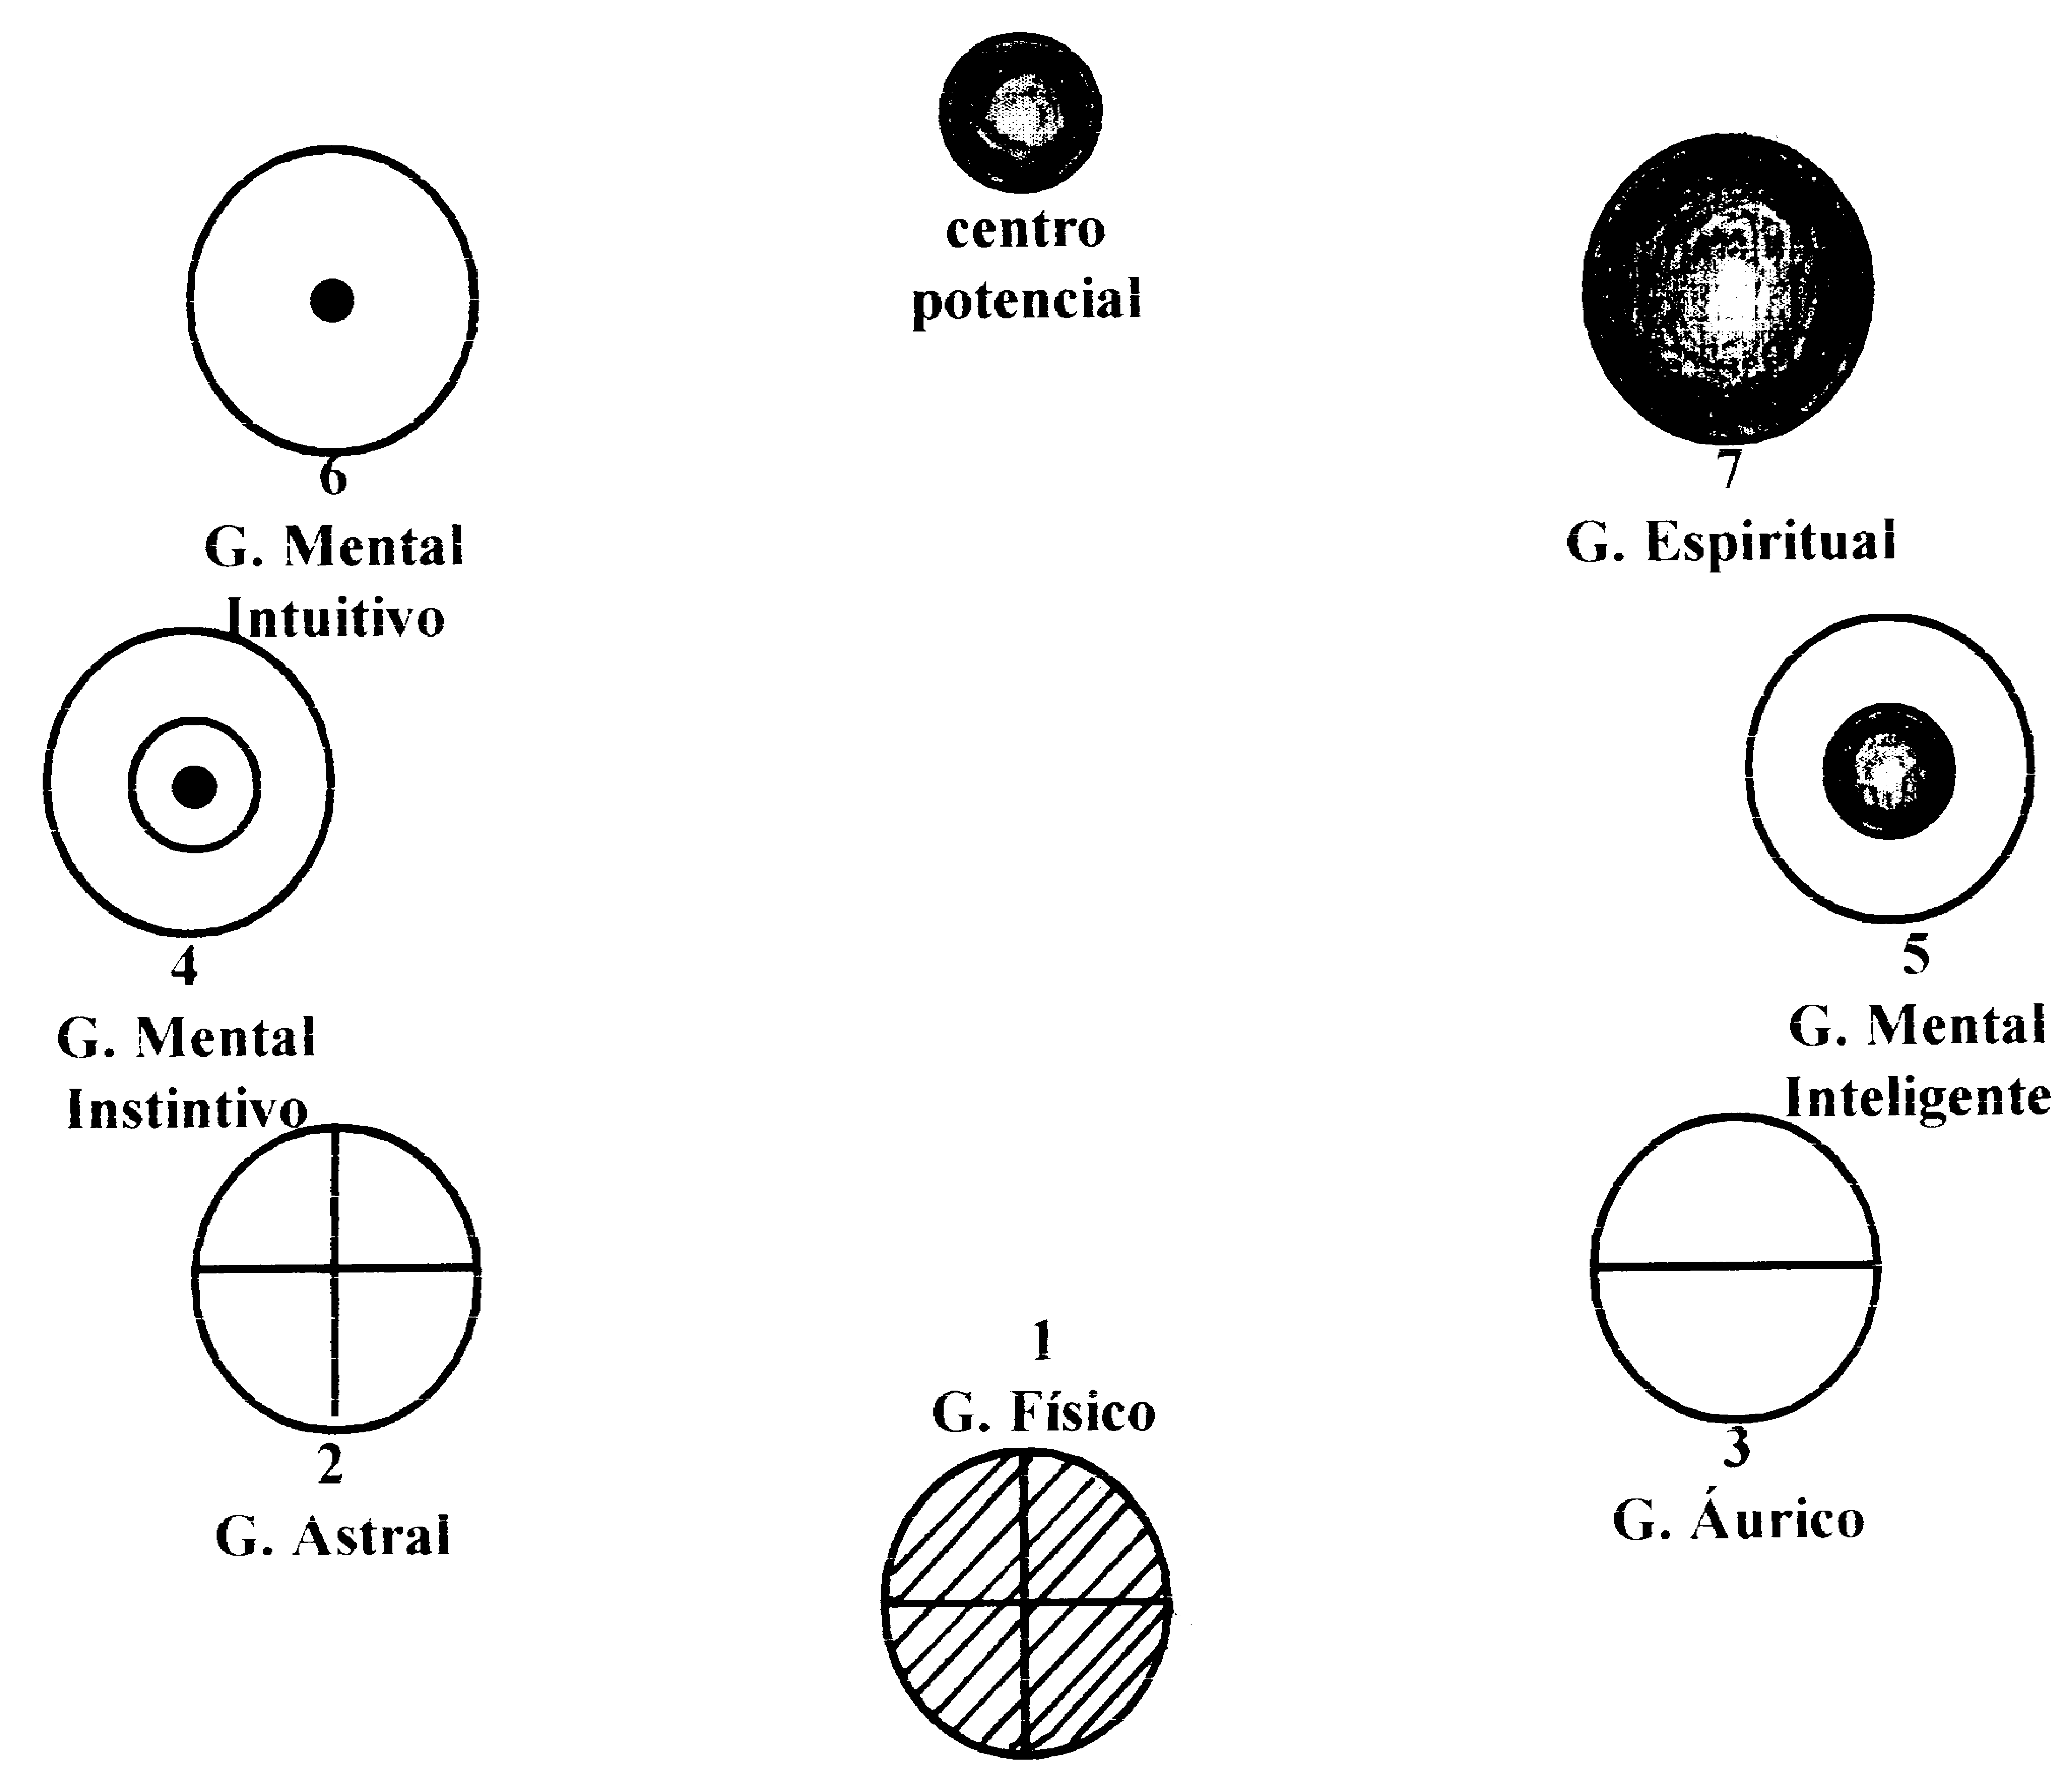 centro
potencial
6
G. Mental
Intuitivo
7
G. Espiritual
4
G. Mental
Instintivo
5
G. Mental
Inteligente
2
G. Astral
1
G. Físico
3
G. Áurico